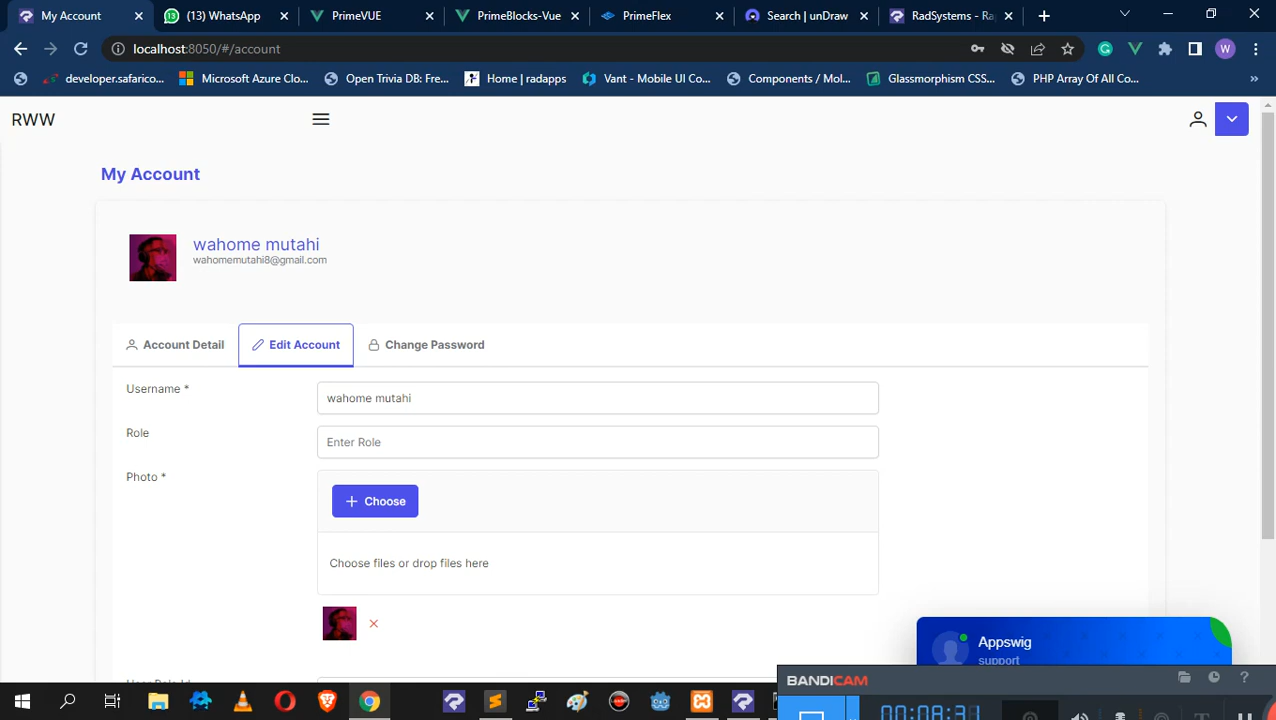 My Account
(13) WhatsApp
PrimeVUE
PrimeBlocks-Vue
PrimeFlex
Search | unDraw
RadSystems - Ra
localhost:8050/#/account
W
developer.safarico...
Microsoft Azure Clo...
Open Trivia DB: Fre...
Home | radapps
Vant - Mobile UI Co...
Components / Mol...
Glassmorphism CSS...
PHP Array Of All Co...
RWW
My Account
wahome mutahi
wahomemutahi8@gmail.com
Account Detail
Edit Account
Change Password
Username *
wahome mutahi
Role
Enter Role
Photo *
Choose
Choose files or drop files here
Appswig
support
BANDICAM
00:08:31